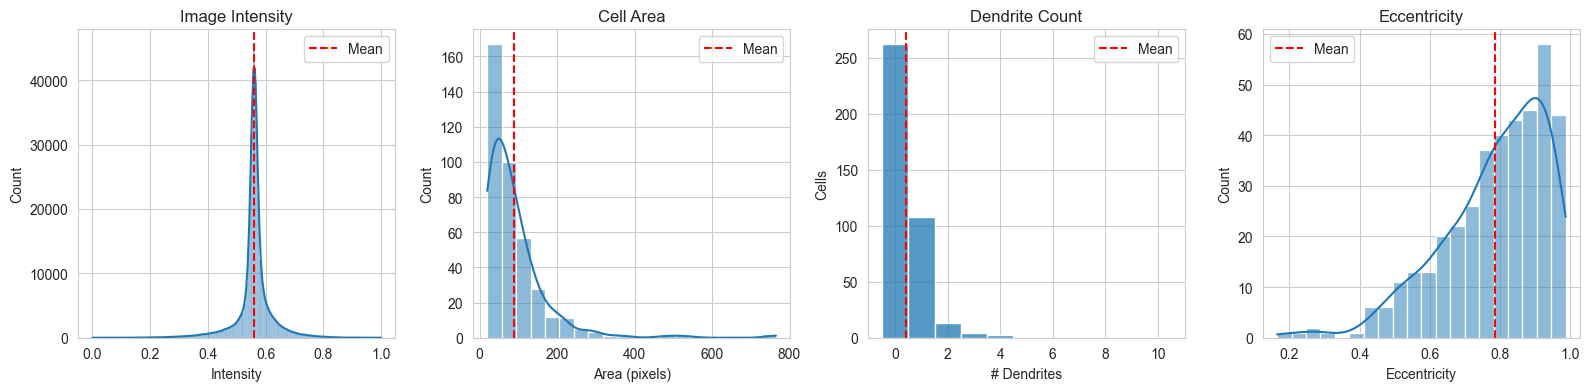 Image Intensity
Mean
Count
40000
30000
20000
10000
0
0.0 0.2 0.4 0.6 0.8 1.0
Intensity
Cell Area
Mean
Count
160
140
120
100
80
60
40
20
0
0 200 400 600 800
Area (pixels)
Dendrite Count
Mean
Cells
250
200
150
100
50
0
0 2 4 6 8 10
# Dendrites
Eccentricity
Mean
Count
60
50
40
30
20
10
0
0.2 0.4 0.6 0.8 1.0
Eccentricity